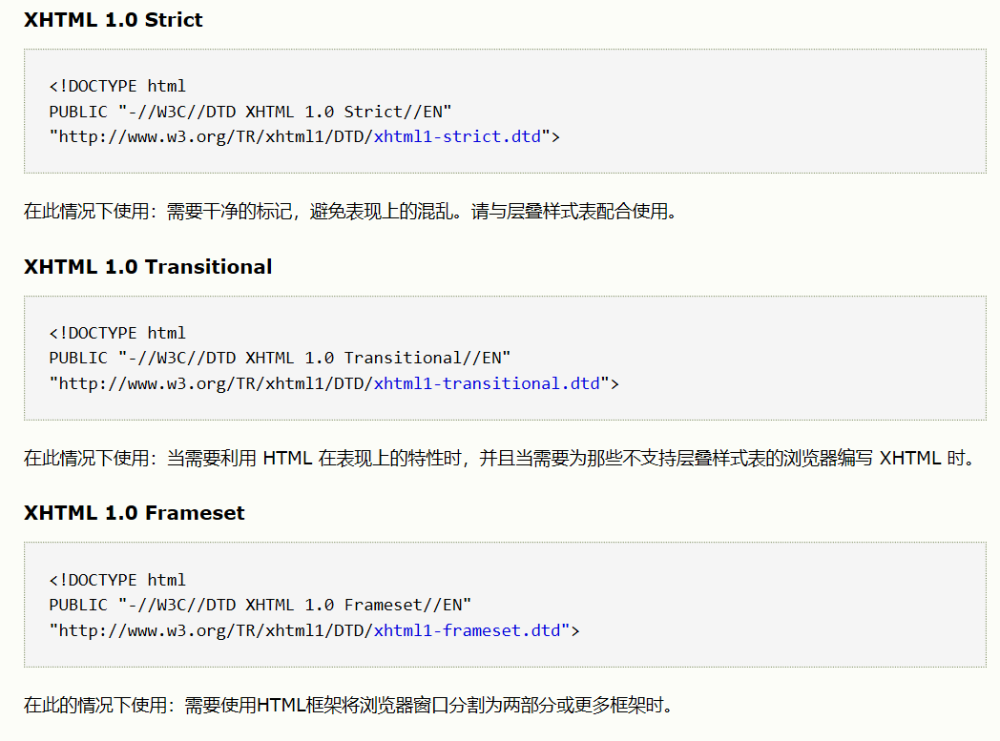 XHTML 1.0 Strict
<!DOCTYPE html
PUBLIC "-//W3C//DTD XHTML 1.0 Strict//EN"
"http://www.w3.org/TR/xhtml1/DTD/xhtml1-strict.dtd">
在此情况下使用：需要干净的标记，避免表现上的混乱。请与层叠样式表配合使用。
XHTML 1.0 Transitional
<!DOCTYPE html
PUBLIC "-//W3C//DTD XHTML 1.0 Transitional//EN"
"http://www.w3.org/TR/xhtml1/DTD/xhtml1-transitional.dtd">
在此情况下使用：当需要利用 HTML 在表现上的特性时，并且当需要为那些不支持层叠样式表的浏览器编写 XHTML 时。
XHTML 1.0 Frameset
<!DOCTYPE html
PUBLIC "-//W3C//DTD XHTML 1.0 Frameset//EN"
"http://www.w3.org/TR/xhtml1/DTD/xhtml1-frameset.dtd">
在此的情况下使用：需要使用HTML框架将浏览器窗口分割为两部分或更多框架时。